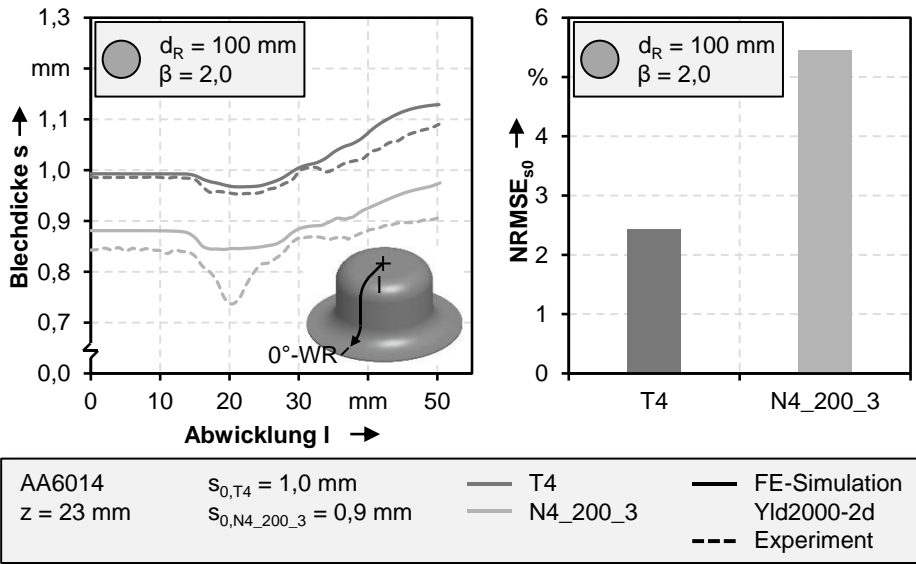 1,3
mm
1,1
1,0
0,9
0,8
0,7
0,0
Blechdicke s →
d_R = 100 mm
β = 2,0
l
0°-WR
0 10 20 30 mm 50
Abwicklung l →
6
%
4
3
2
1
0
NRMSE_s0 →
d_R = 100 mm
β = 2,0
T4 N4_200_3
AA6014
z = 23 mm
s_0,T4 = 1,0 mm
s_0,N4_200_3 = 0,9 mm
T4
N4_200_3
FE-Simulation
Yld2000-2d
Experiment